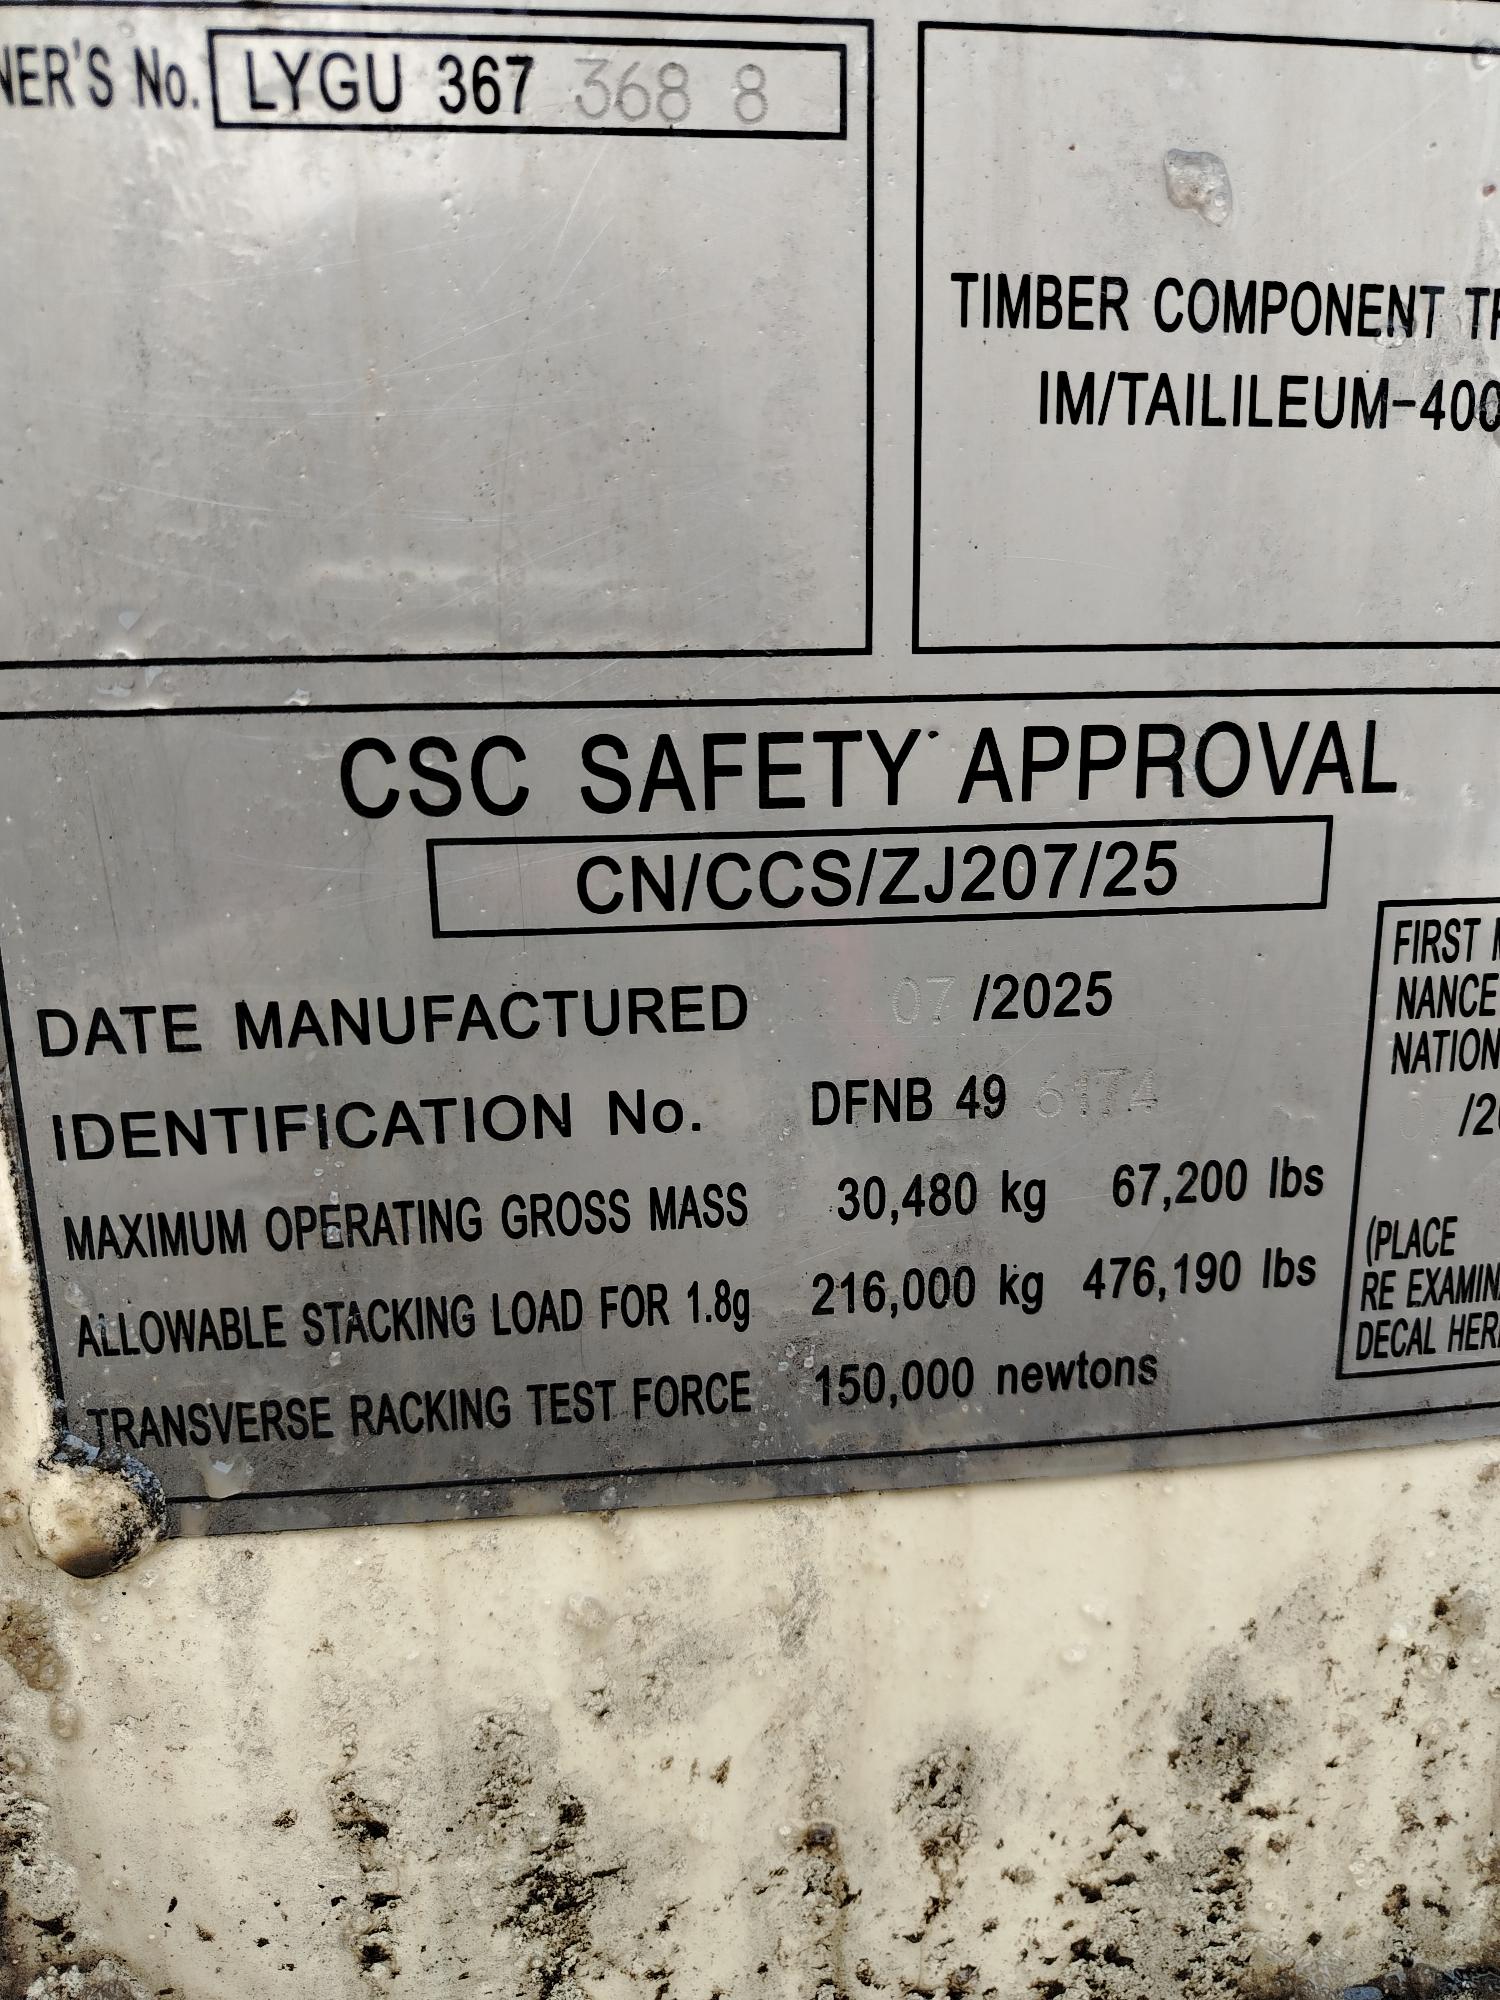 NER'S No. LYGU 367 368 8
TIMBER COMPONENT
IM/TAILILEUM-400
CSC SAFETY APPROVAL
CN/CCS/ZJ207/25
DATE MANUFACTURED 07 /2025
IDENTIFICATION No. DFNB 49 6174
MAXIMUM OPERATING GROSS MASS 30,480 kg 67,200 lbs
ALLOWABLE STACKING LOAD FOR 1.8g 216,000 kg 476,190 lbs
TRANSVERSE RACKING TEST FORCE 150,000 newtons
FIRST
NANCE
NATION
/20
(PLACE
RE EXAMIN
DECAL HER